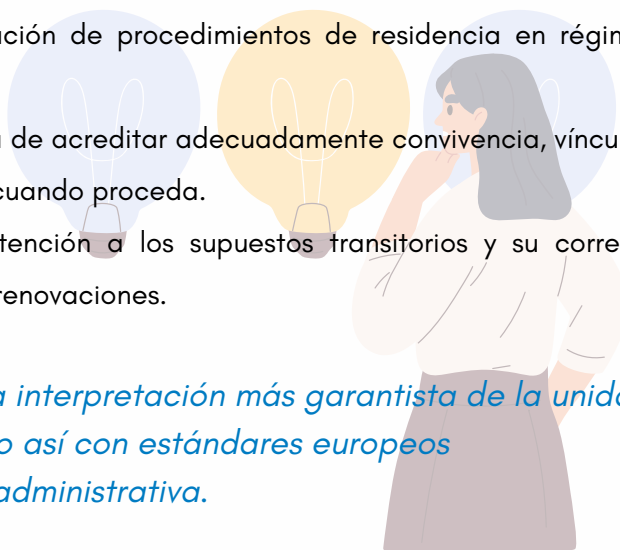 ación de procedimientos de residencia en régim
a de acreditar adecuadamente convivencia, víncu
cuando proceda.
tención a los supuestos transitorios y su corre
renovaciones.
a interpretación más garantista de la unida
o así con estándares europeos
administrativa.